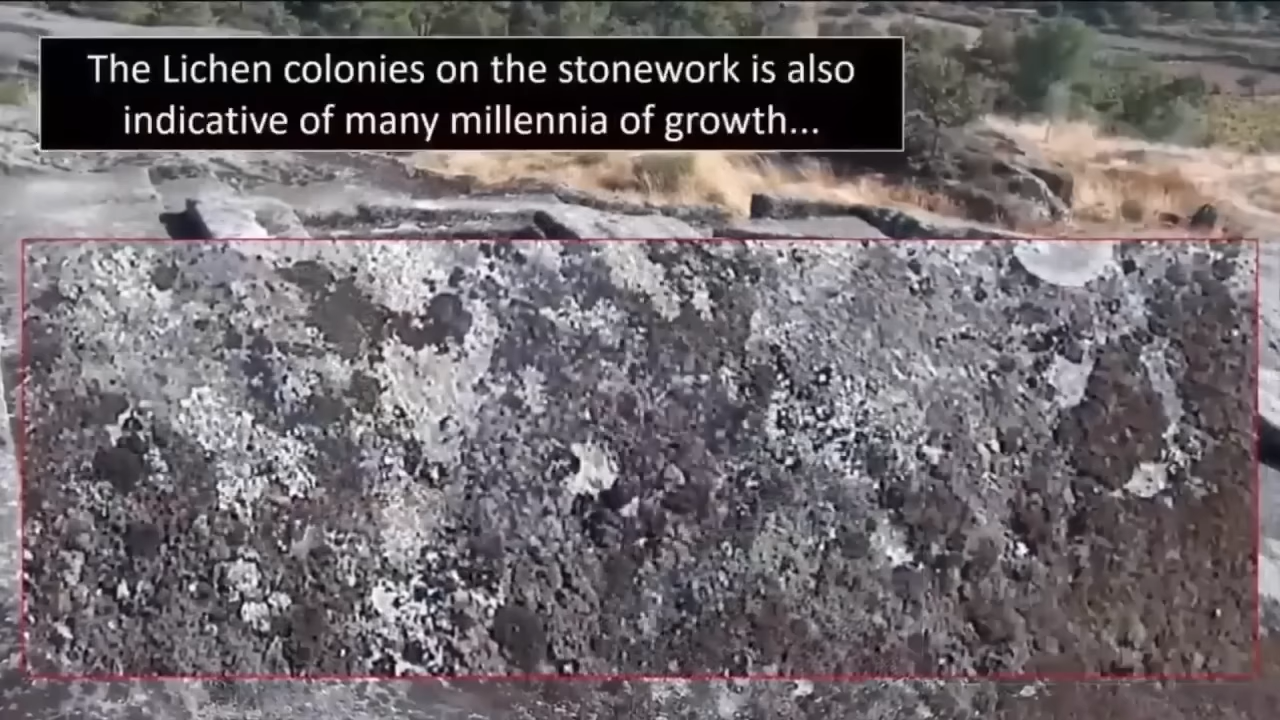 The Lichen colonies on the stonework is also
indicative of many millennia of growth...